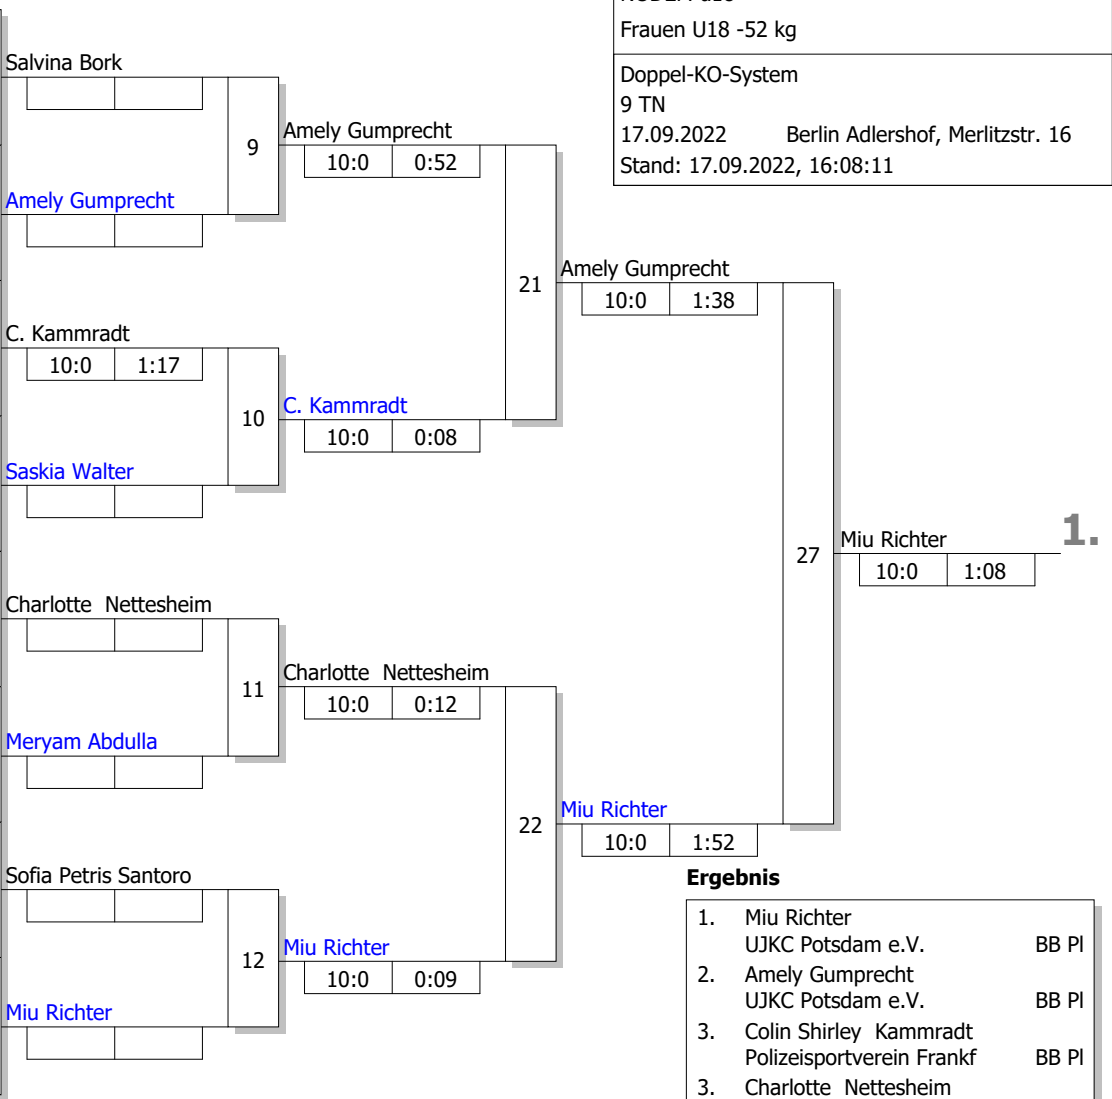 Frauen U18 -52 kg
Doppel-KO-System
9 TN
17.09.2022 Berlin Adlershof, Merlitzstr. 16
Stand: 17.09.2022, 16:08:11
Salvina Bork
9
Amely Gumprecht
10:0 0:52
Amely Gumprecht
21
Amely Gumprecht
10:0 1:38
C. Kammradt
10:0 1:17
10
C. Kammradt
10:0 0:08
Saskia Walter
27
Miu Richter
10:0 1:08
1.
Charlotte Nettesheim
11
Charlotte Nettesheim
10:0 0:12
Meryam Abdulla
22
Miu Richter
10:0 1:52
Sofia Petris Santoro
12
Miu Richter
10:0 0:09
Miu Richter
Ergebnis
1. Miu Richter
UJKC Potsdam e.V. BB Pl
2. Amely Gumprecht
UJKC Potsdam e.V. BB Pl
3. Colin Shirley Kammradt
Polizeisportverein Frankf BB Pl
3. Charlotte Nettesheim